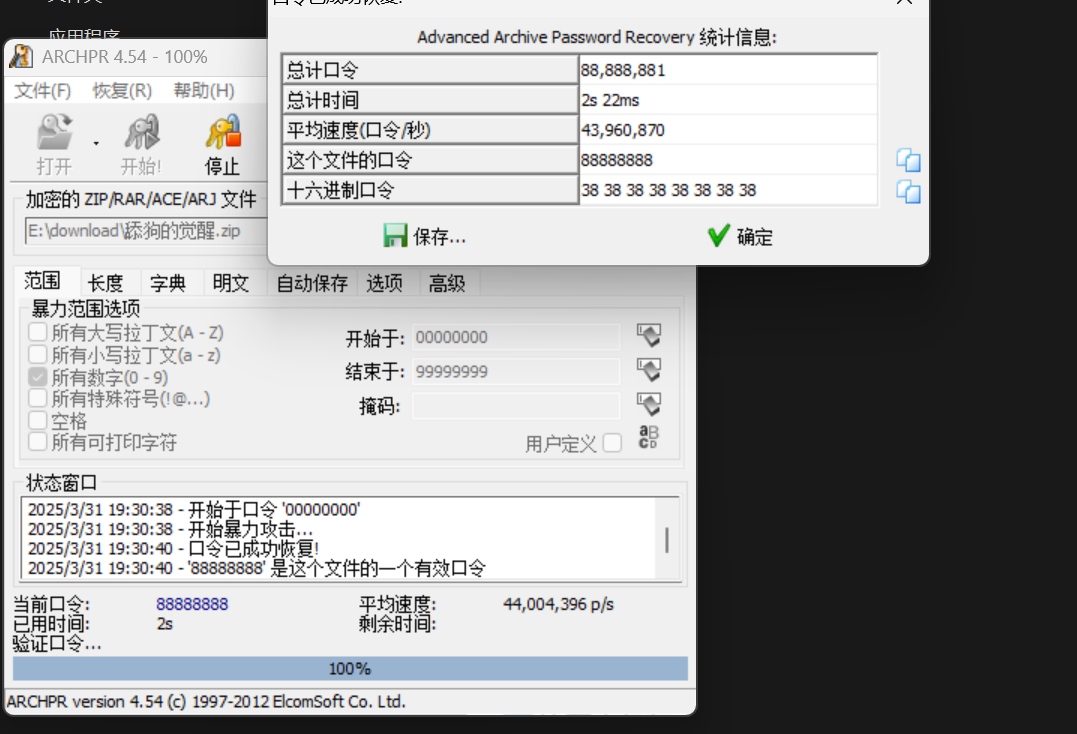 文件夹
应用程序
口令已成功恢复!
Advanced Archive Password Recovery 统计信息:
总计口令 88,888,881
总计时间 2s 22ms
平均速度(口令/秒) 43,960,870
这个文件的口令 88888888
十六进制口令 38 38 38 38 38 38 38 38
保存... 确定
ARCHPR 4.54 - 100%
文件(F) 恢复(R) 帮助(H)
打开 开始! 停止
加密的 ZIP/RAR/ACE/ARJ 文件
E:\download\舔狗的觉醒.zip
范围 长度 字典 明文 自动保存 选项 高级
暴力范围选项
所有大写拉丁文(A - Z)
所有小写拉丁文(a - z)
所有数字(0 - 9)
所有特殊符号(!@...)
空格
所有可打印字符
开始于: 00000000
结束于: 99999999
掩码:
用户定义
状态窗口
2025/3/31 19:30:38 - 开始于口令 '00000000'
2025/3/31 19:30:38 - 开始暴力攻击...
2025/3/31 19:30:40 - 口令已成功恢复!
2025/3/31 19:30:40 - '88888888' 是这个文件的一个有效口令
当前口令: 88888888 平均速度: 44,004,396 p/s
已用时间: 2s 剩余时间:
验证口令...
100%
ARCHPR version 4.54 (c) 1997-2012 ElcomSoft Co. Ltd.